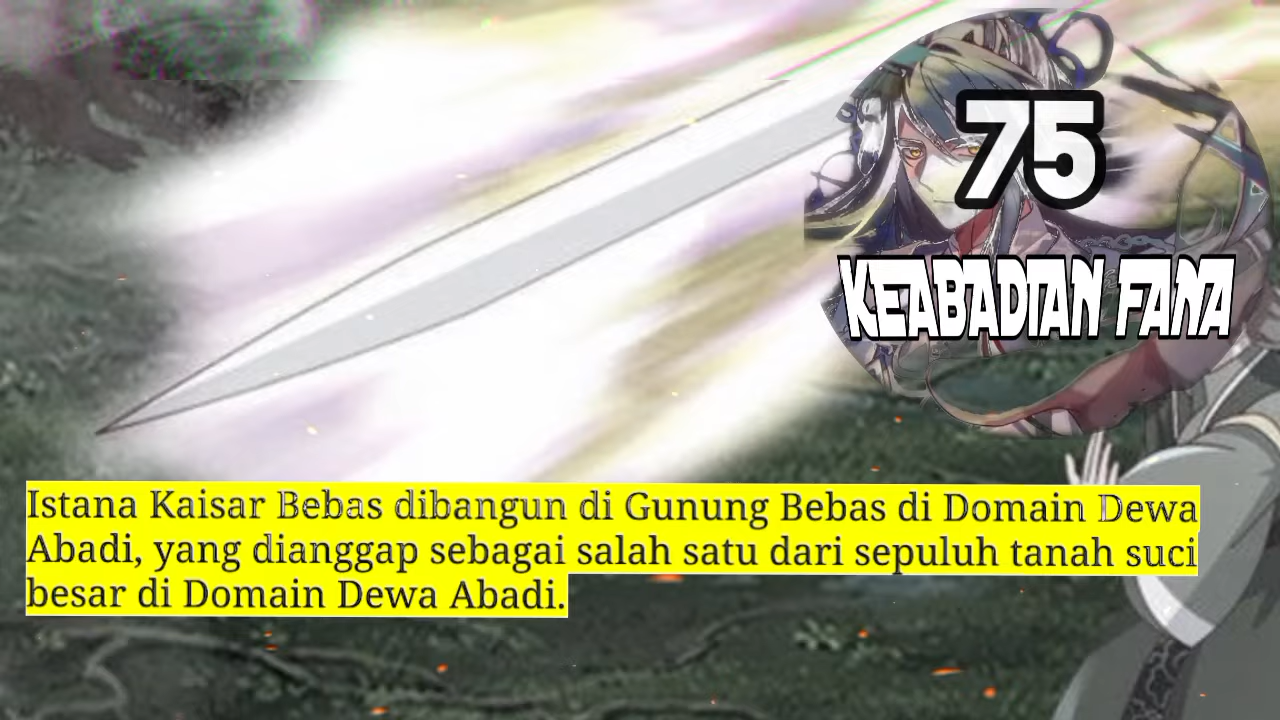 75
KEABADIAN FANA
Istana Kaisar Bebas dibangun di Gunung Bebas di Domain Dewa
Abadi, yang dianggap sebagai salah satu dari sepuluh tanah suci
besar di Domain Dewa Abadi.